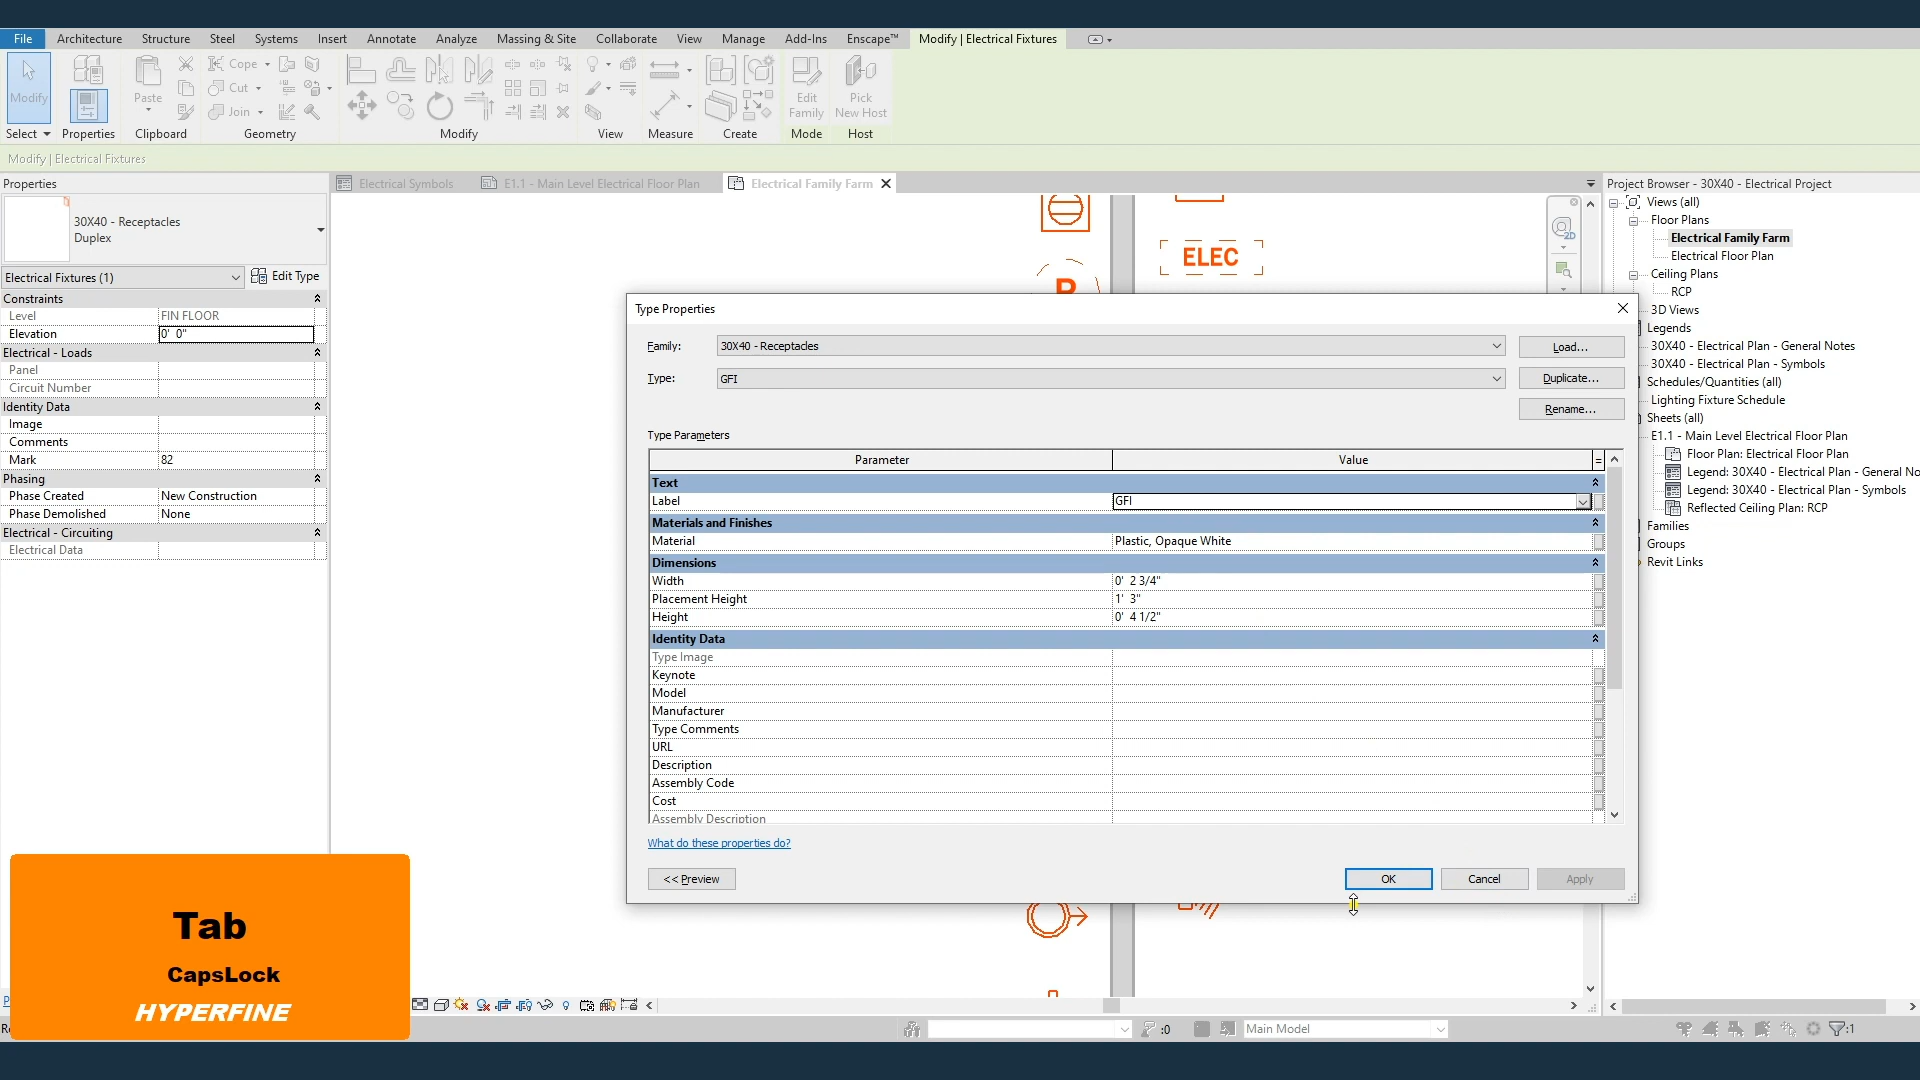 File Architecture Structure Steel Systems Insert Annotate Analyze Massing & Site Collaborate View Manage Add-Ins Enscape™ Modify | Electrical Fixtures
Modify
Paste
Cope
Cut
Join
Edit Family
Pick New Host
Select Properties Clipboard Geometry Modify View Measure Create Mode Host
Modify | Electrical Fixtures
Properties
30X40 - Receptacles
Duplex
Electrical Fixtures (1)
Edit Type
Constraints
Level FIN FLOOR
Elevation 0' 0"
Electrical - Loads
Panel
Circuit Number
Identity Data
Image
Comments
Mark 82
Phasing
Phase Created New Construction
Phase Demolished None
Electrical - Circuiting
Electrical Data
Electrical Symbols
E1.1 - Main Level Electrical Floor Plan
Electrical Family Farm
ELEC
2D
Type Properties
Family: 30X40 - Receptacles Load...
Type: GFI Duplicate...
Rename...
Type Parameters
Parameter Value =
Text
Label GFI
Materials and Finishes
Material Plastic, Opaque White
Dimensions
Width 0' 2 3/4"
Placement Height 1' 3"
Height 0' 4 1/2"
Identity Data
Type Image
Keynote
Model
Manufacturer
Type Comments
URL
Description
Assembly Code
Cost
Assembly Description
What do these properties do?
<< Preview OK Cancel Apply
Project Browser - 30X40 - Electrical Project
Views (all)
Floor Plans
Electrical Family Farm
Electrical Floor Plan
Ceiling Plans
RCP
3D Views
Legends
30X40 - Electrical Plan - General Notes
30X40 - Electrical Plan - Symbols
Schedules/Quantities (all)
Lighting Fixture Schedule
Sheets (all)
E1.1 - Main Level Electrical Floor Plan
Floor Plan: Electrical Floor Plan
Legend: 30X40 - Electrical Plan - General No
Legend: 30X40 - Electrical Plan - Symbols
Reflected Ceiling Plan: RCP
Families
Groups
Revit Links
Tab
CapsLock
HYPERFINE
:0
Main Model
:1